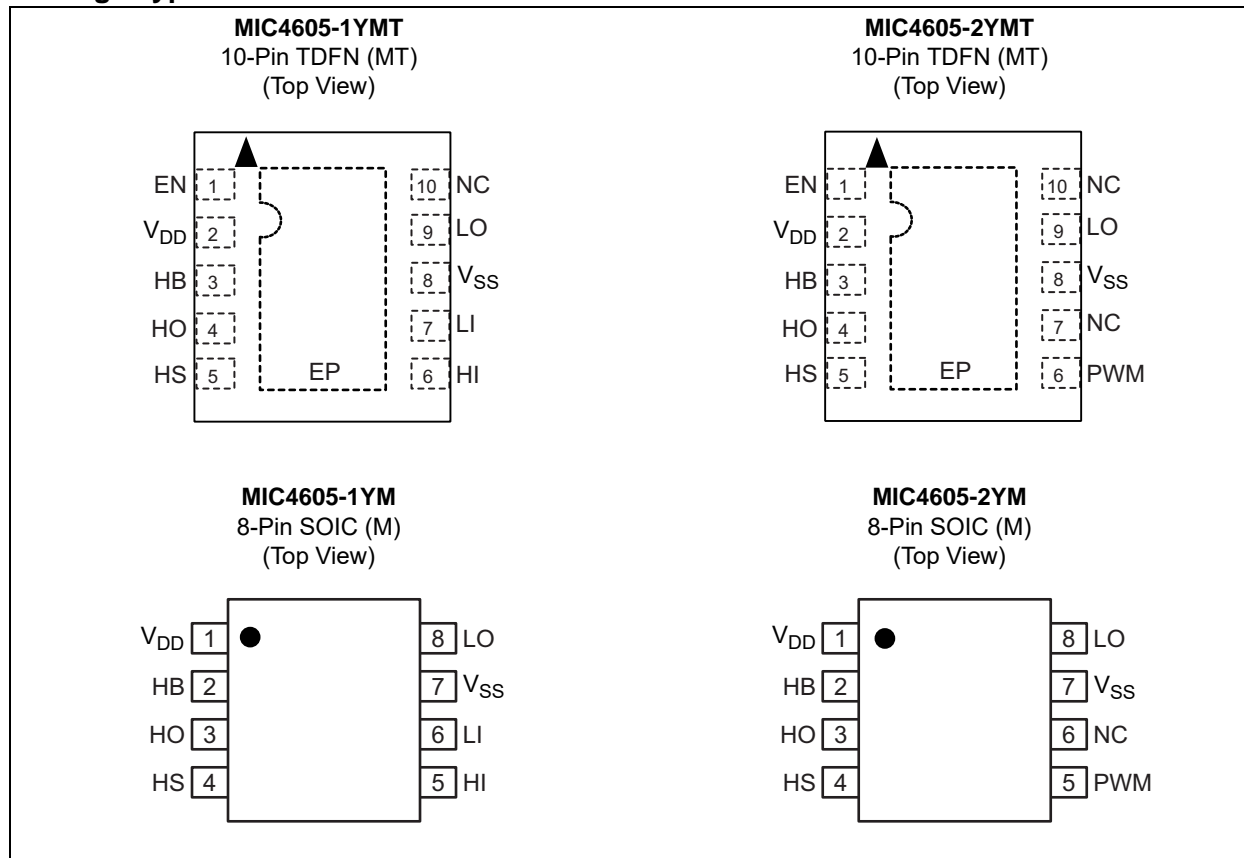 MIC4605-1YMT
10-Pin TDFN (MT)
(Top View)
EN 1
10 NC
VDD 2
9 LO
HB 3
8 VSS
HO 4
7 LI
HS 5
EP
6 HI
MIC4605-2YMT
10-Pin TDFN (MT)
(Top View)
EN 1
10 NC
VDD 2
9 LO
HB 3
8 VSS
HO 4
7 NC
HS 5
EP
6 PWM
MIC4605-1YM
8-Pin SOIC (M)
(Top View)
VDD 1
8 LO
HB 2
7 VSS
HO 3
6 LI
HS 4
5 HI
MIC4605-2YM
8-Pin SOIC (M)
(Top View)
VDD 1
8 LO
HB 2
7 VSS
HO 3
6 NC
HS 4
5 PWM